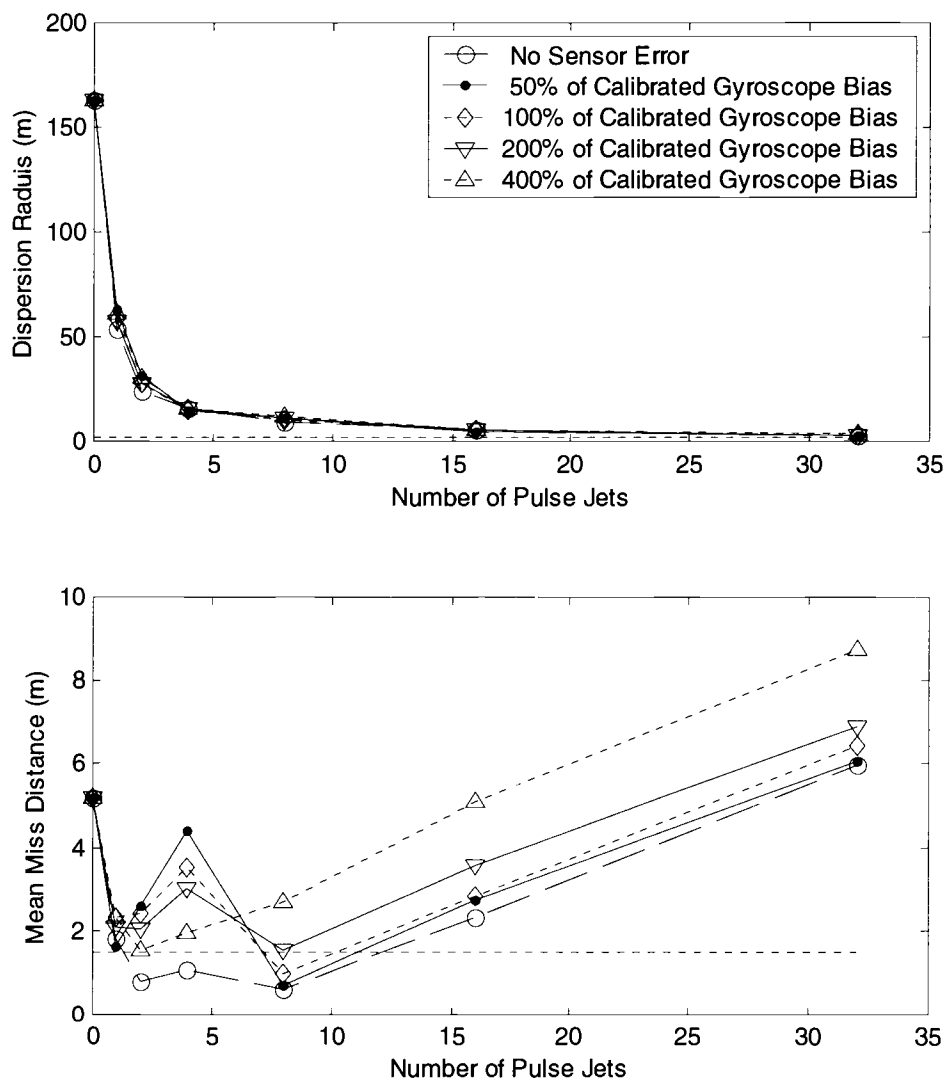 200
150
100
50
0
Dispersion Raduis (m)
No Sensor Error
50% of Calibrated Gyroscope Bias
100% of Calibrated Gyroscope Bias
200% of Calibrated Gyroscope Bias
400% of Calibrated Gyroscope Bias
0 5 10 15 20 25 30 35
Number of Pulse Jets
10
8
6
4
2
0
Mean Miss Distance (m)
0 5 10 15 20 25 30 35
Number of Pulse Jets